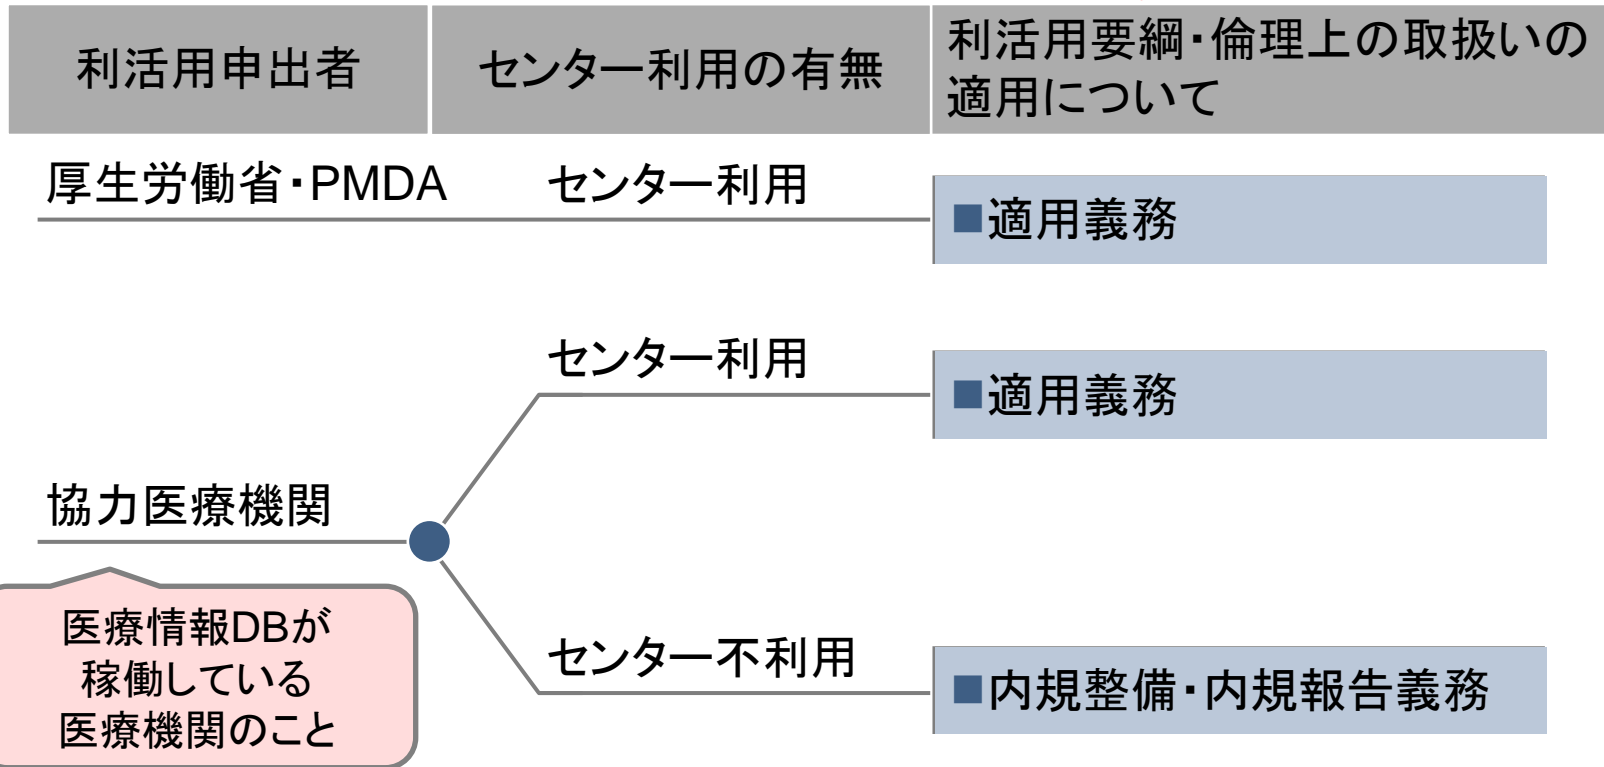 利活用申出者
センター利用の有無
利活用要綱・倫理上の取扱いの
適用について
厚生労働省・PMDA
センター利用
■適用義務
センター利用
■適用義務
協力医療機関
医療情報DBが
稼働している
医療機関のこと
センター不利用
■内規整備・内規報告義務